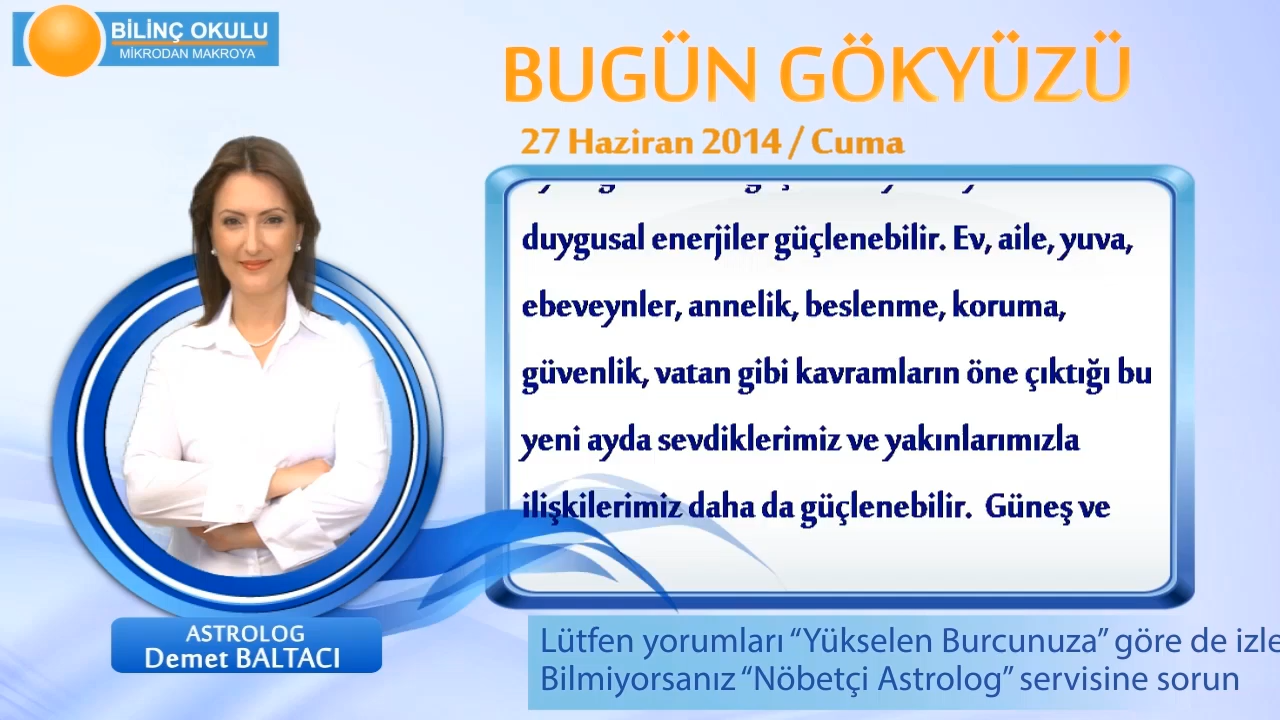 BİLİNÇ OKULU
MİKRODAN MAKROYA
BUGÜN GÖKYÜZÜ
27 Haziran 2014 / Cuma
duygusal enerjiler güçlenebilir. Ev, aile, yuva,
ebeveynler, annelik, beslenme, koruma,
güvenlik, vatan gibi kavramların öne çıktığı bu
yeni ayda sevdiklerimiz ve yakınlarımızla
ilişkilerimiz daha da güçlenebilir. Güneş ve
ASTROLOG
Demet BALTACI
Lütfen yorumları “Yükselen Burcunuza” göre de izle
Bilmiyorsanız “Nöbetçi Astrolog” servisine sorun